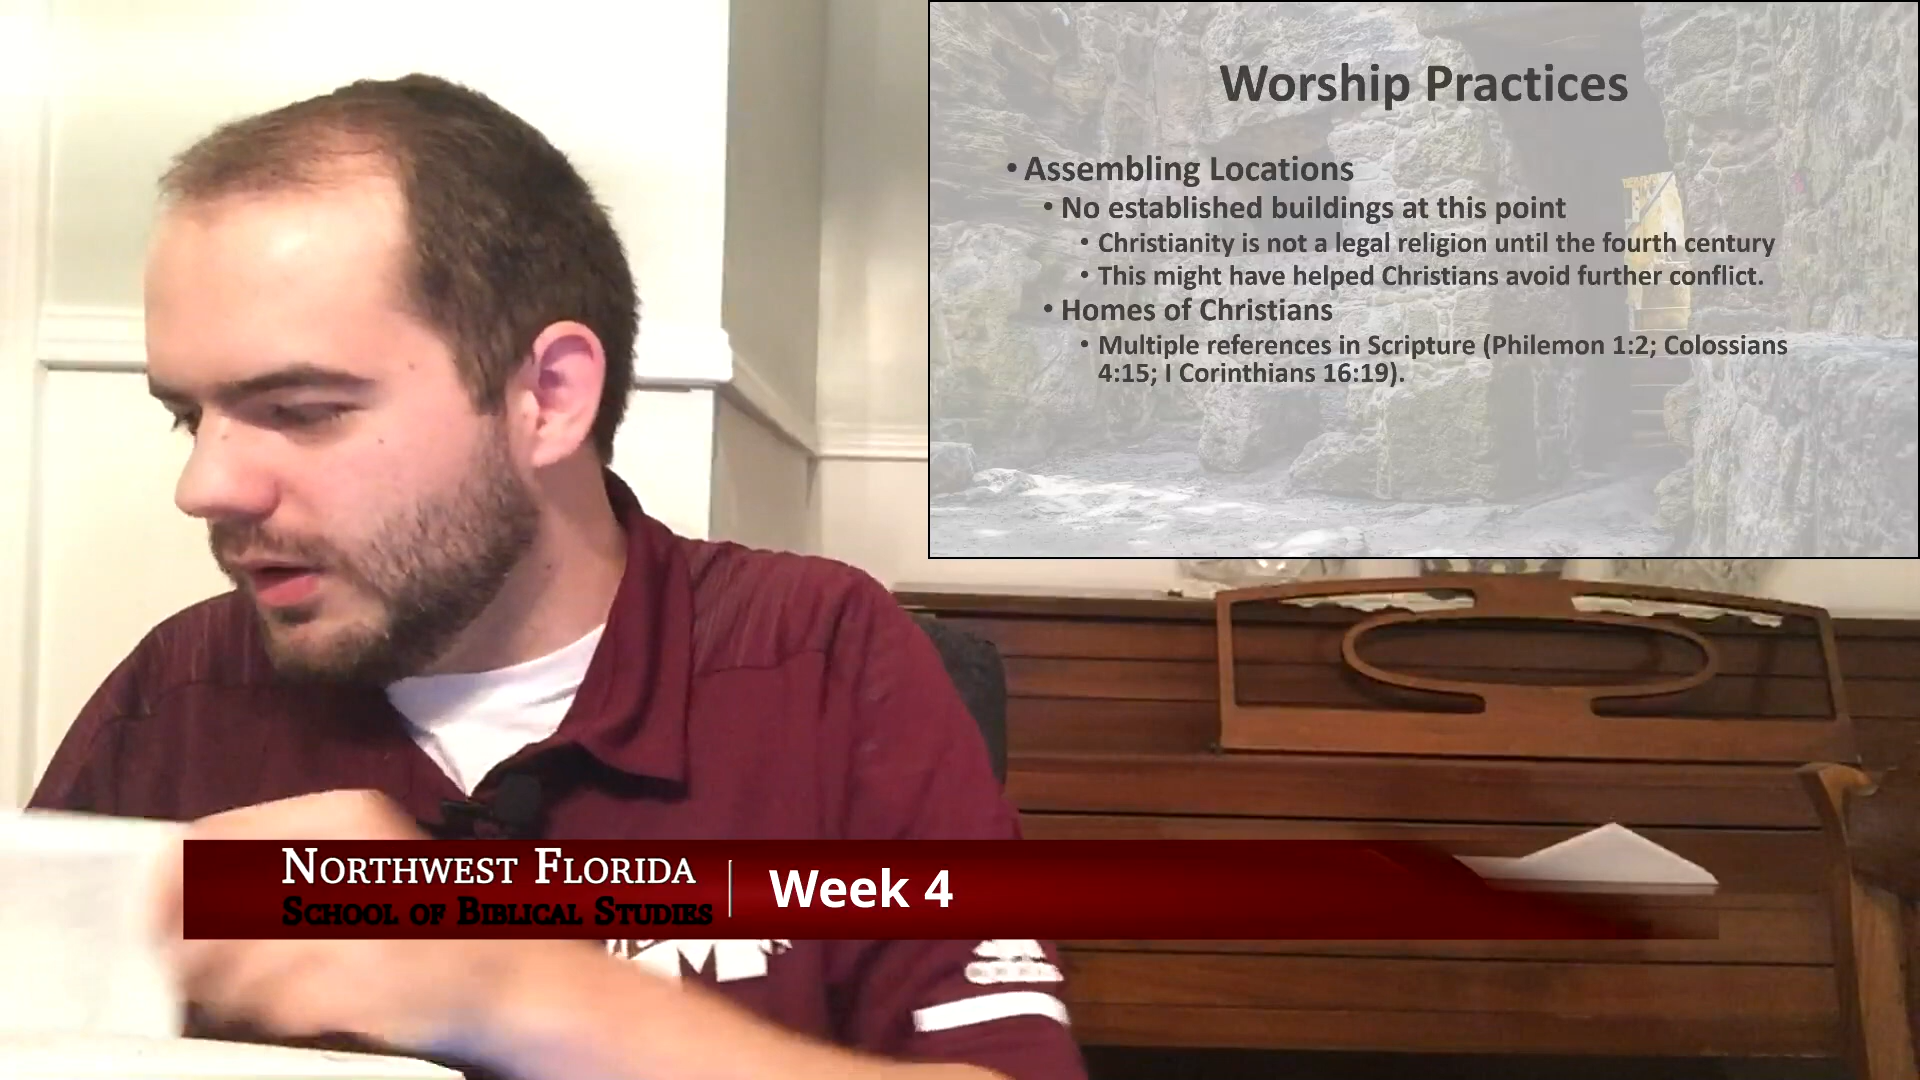 Worship Practices
• Assembling Locations
• No established buildings at this point
• Christianity is not a legal religion until the fourth century
• This might have helped Christians avoid further conflict.
• Homes of Christians
• Multiple references in Scripture (Philemon 1:2; Colossians
4:15; I Corinthians 16:19).
NORTHWEST FLORIDA
SCHOOL OF BIBLICAL STUDIES
Week 4
M